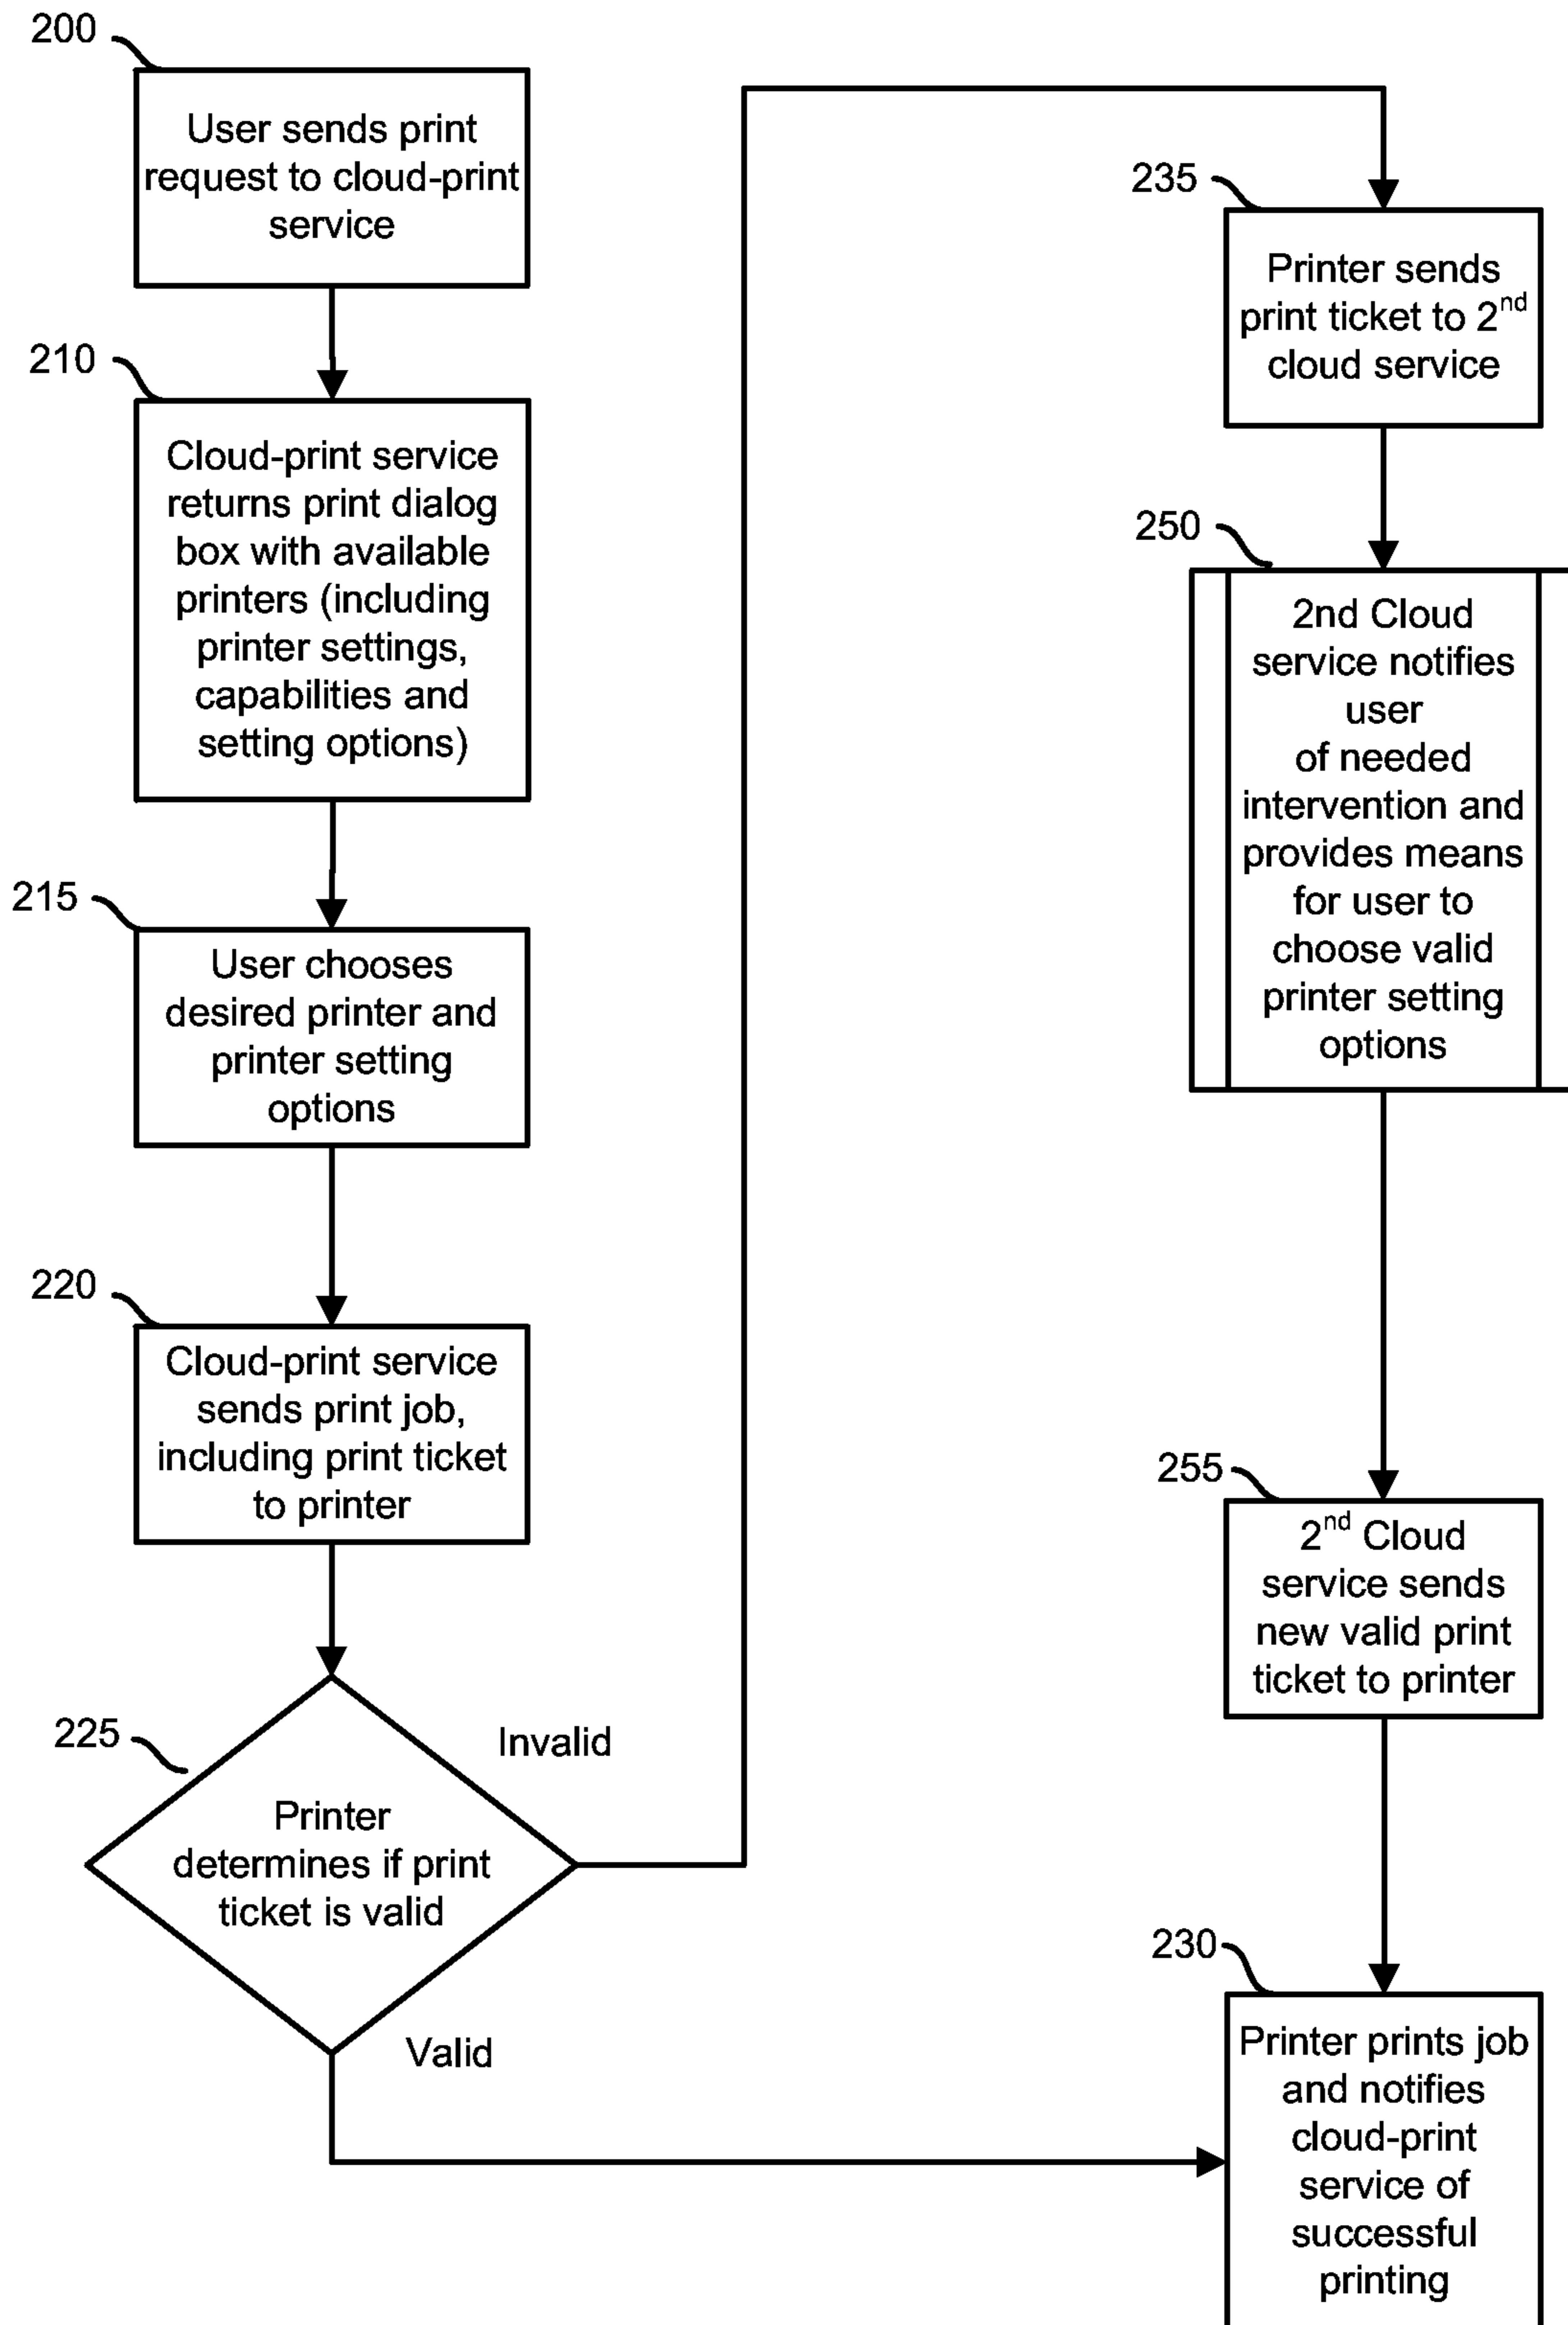 200
User sends print
request to cloud-print
service
210
Cloud-print service
returns print dialog
box with available
printers (including
printer settings,
capabilities and
setting options)
215
User chooses
desired printer and
printer setting
options
220
Cloud-print service
sends print job,
including print ticket
to printer
225
Invalid
Printer
determines if print
ticket is valid
Valid
235
Printer sends
print ticket to 2nd
cloud service
250
2nd Cloud
service notifies
user
of needed
intervention and
provides means
for user to
choose valid
printer setting
options
255
2nd Cloud
service sends
new valid print
ticket to printer
230
Printer prints job
and notifies
cloud-print
service of
successful
printing